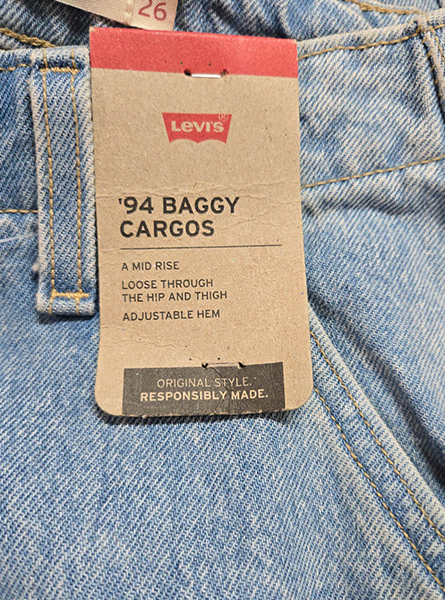 26
LEVI'S®
'94 BAGGY
CARGOS
A MID RISE
LOOSE THROUGH
THE HIP AND THIGH
ADJUSTABLE HEM
ORIGINAL STYLE.
RESPONSIBLY MADE.